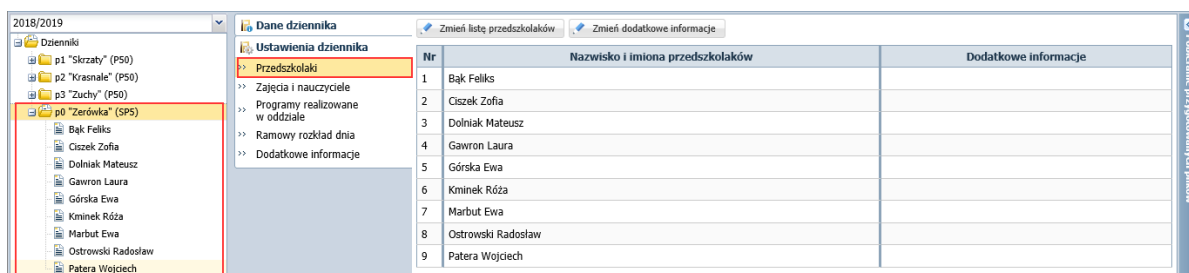 2018/2019
Dzienniki
p1 "Skrzaty" (P50)
p2 "Krasnale" (P50)
p3 "Zuchy" (P50)
p0 "Zerówka" (SP5)
Bąk Feliks
Ciszek Zofia
Dolniak Mateusz
Gawron Laura
Górska Ewa
Kminek Róża
Marbut Ewa
Ostrowski Radosław
Patera Wojciech
Dane dziennika
Ustawienia dziennika
Przedszkolaki
Zajęcia i nauczyciele
Programy realizowane
w oddziale
Ramowy rozkład dnia
Dodatkowe informacje
Zmień listę przedszkolaków Zmień dodatkowe informacje
Nr Nazwisko i imiona przedszkolaków Dodatkowe informacje
1 Bąk Feliks
2 Ciszek Zofia
3 Dolniak Mateusz
4 Gawron Laura
5 Górska Ewa
6 Kminek Róża
7 Marbut Ewa
8 Ostrowski Radosław
9 Patera Wojciech